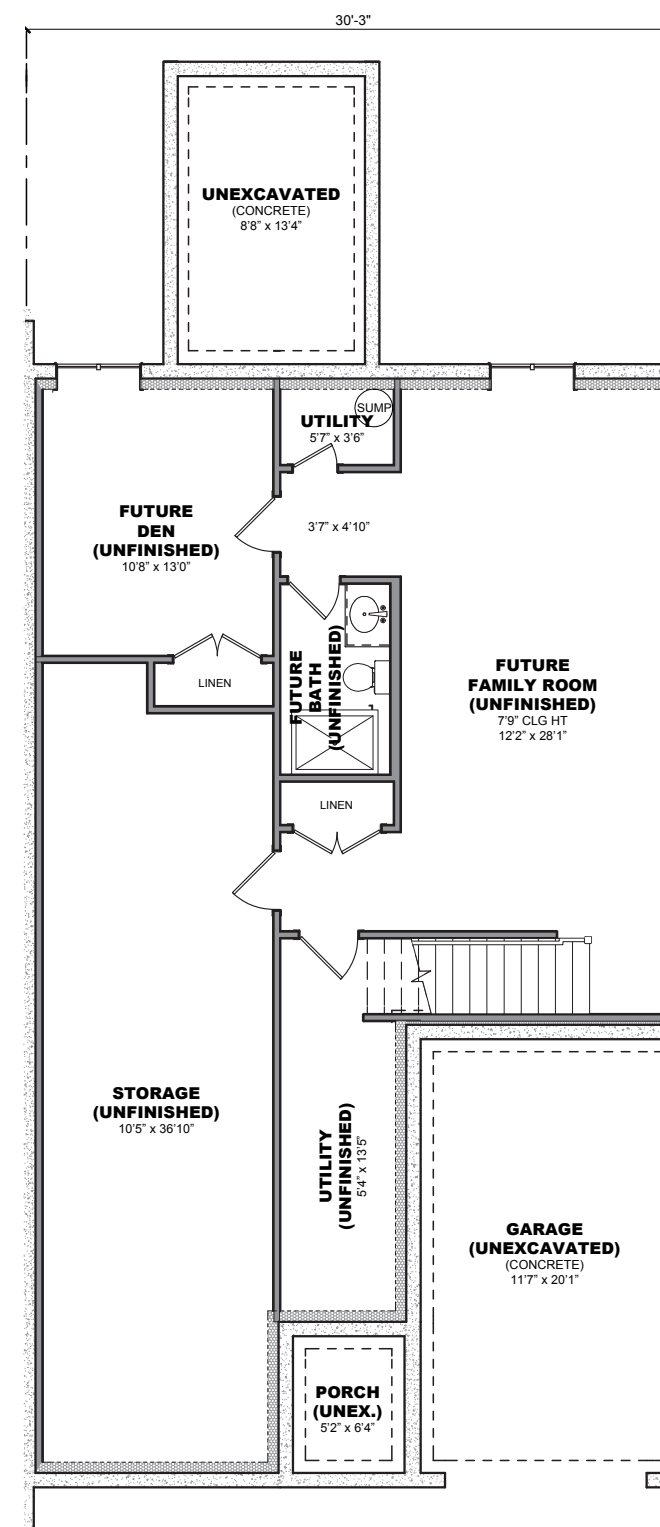 30'-3"
UNEXCAVATED
(CONCRETE)
8'8" x 13'4"
SUMP
UTILITY
5'7" x 3'6"
FUTURE
DEN
(UNFINISHED)
10'8" x 13'0"
3'7" x 4'10"
FUTURE
BATH
(UNFINISHED)
FUTURE
FAMILY ROOM
(UNFINISHED)
7'9" CLG HT
12'2" x 28'1"
LINEN
LINEN
STORAGE
(UNFINISHED)
10'5" x 36'10"
UTILITY
(UNFINISHED)
5'4" x 13'5"
GARAGE
(UNEXCAVATED)
(CONCRETE)
11'7" x 20'1"
PORCH
(UNEX.)
5'2" x 6'4"